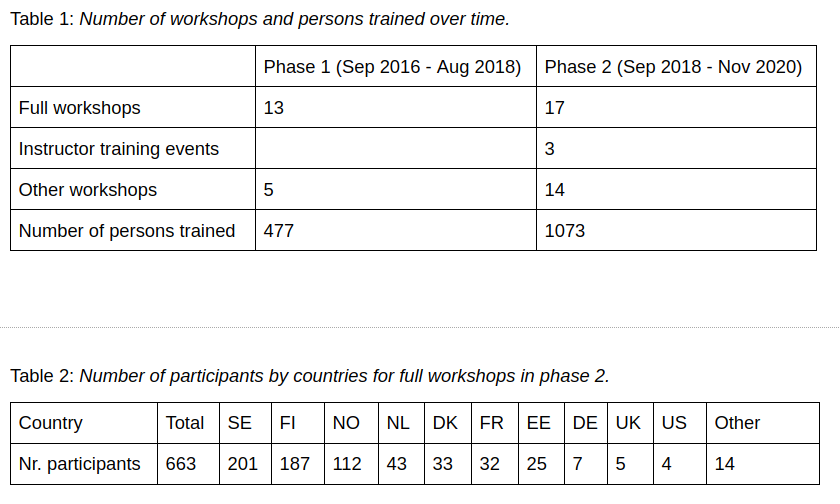 Table 1: Number of workshops and persons trained over time.
Phase 1 (Sep 2016 - Aug 2018) Phase 2 (Sep 2018 - Nov 2020)
Full workshops 13 17
Instructor training events 3
Other workshops 5 14
Number of persons trained 477 1073
Table 2: Number of participants by countries for full workshops in phase 2.
Country Total SE FI NO NL DK FR EE DE UK US Other
Nr. participants 663 201 187 112 43 33 32 25 7 5 4 14